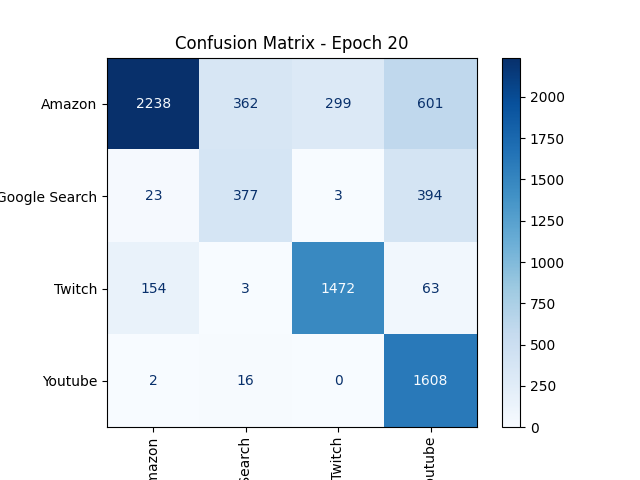 Confusion Matrix - Epoch 20
Amazon 2238 362 299 601
Google Search 23 377 3 394
Twitch 154 3 1472 63
Youtube 2 16 0 1608
mazon
Search
Twitch
outube
2000
1750
1500
1250
1000
750
500
250
0